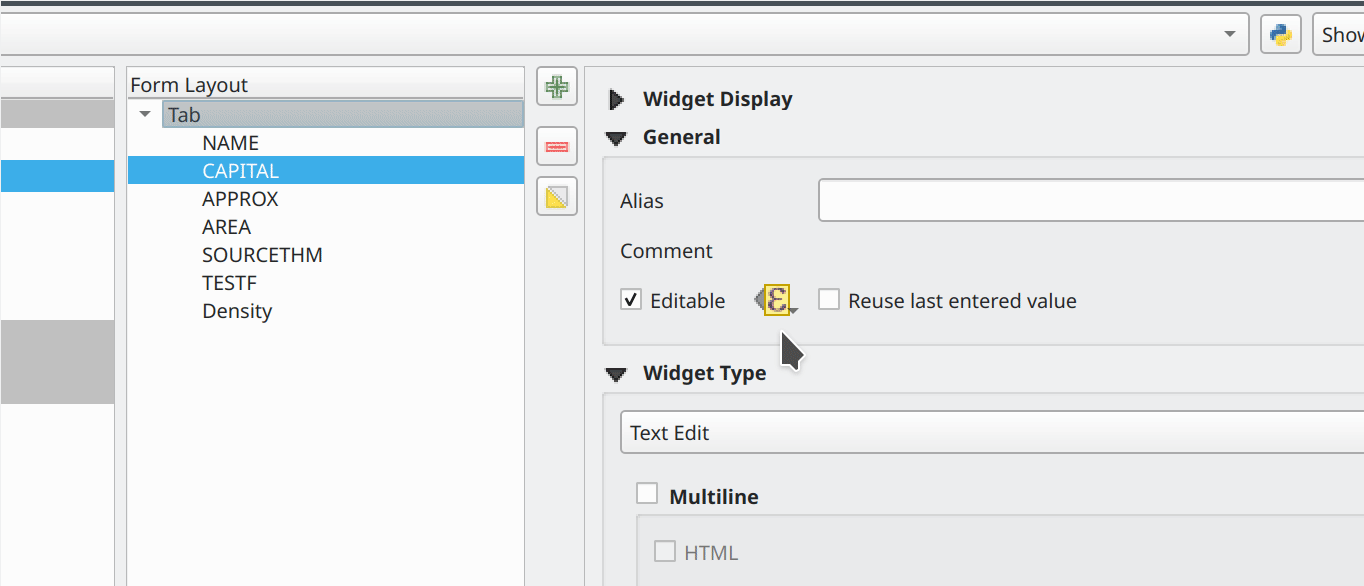 Form Layout
Tab
NAME
CAPITAL
APPROX
AREA
SOURCETHM
TESTF
Density
Show
Widget Display
General
Alias
Comment
Editable
Reuse last entered value
Widget Type
Text Edit
Multiline
HTML